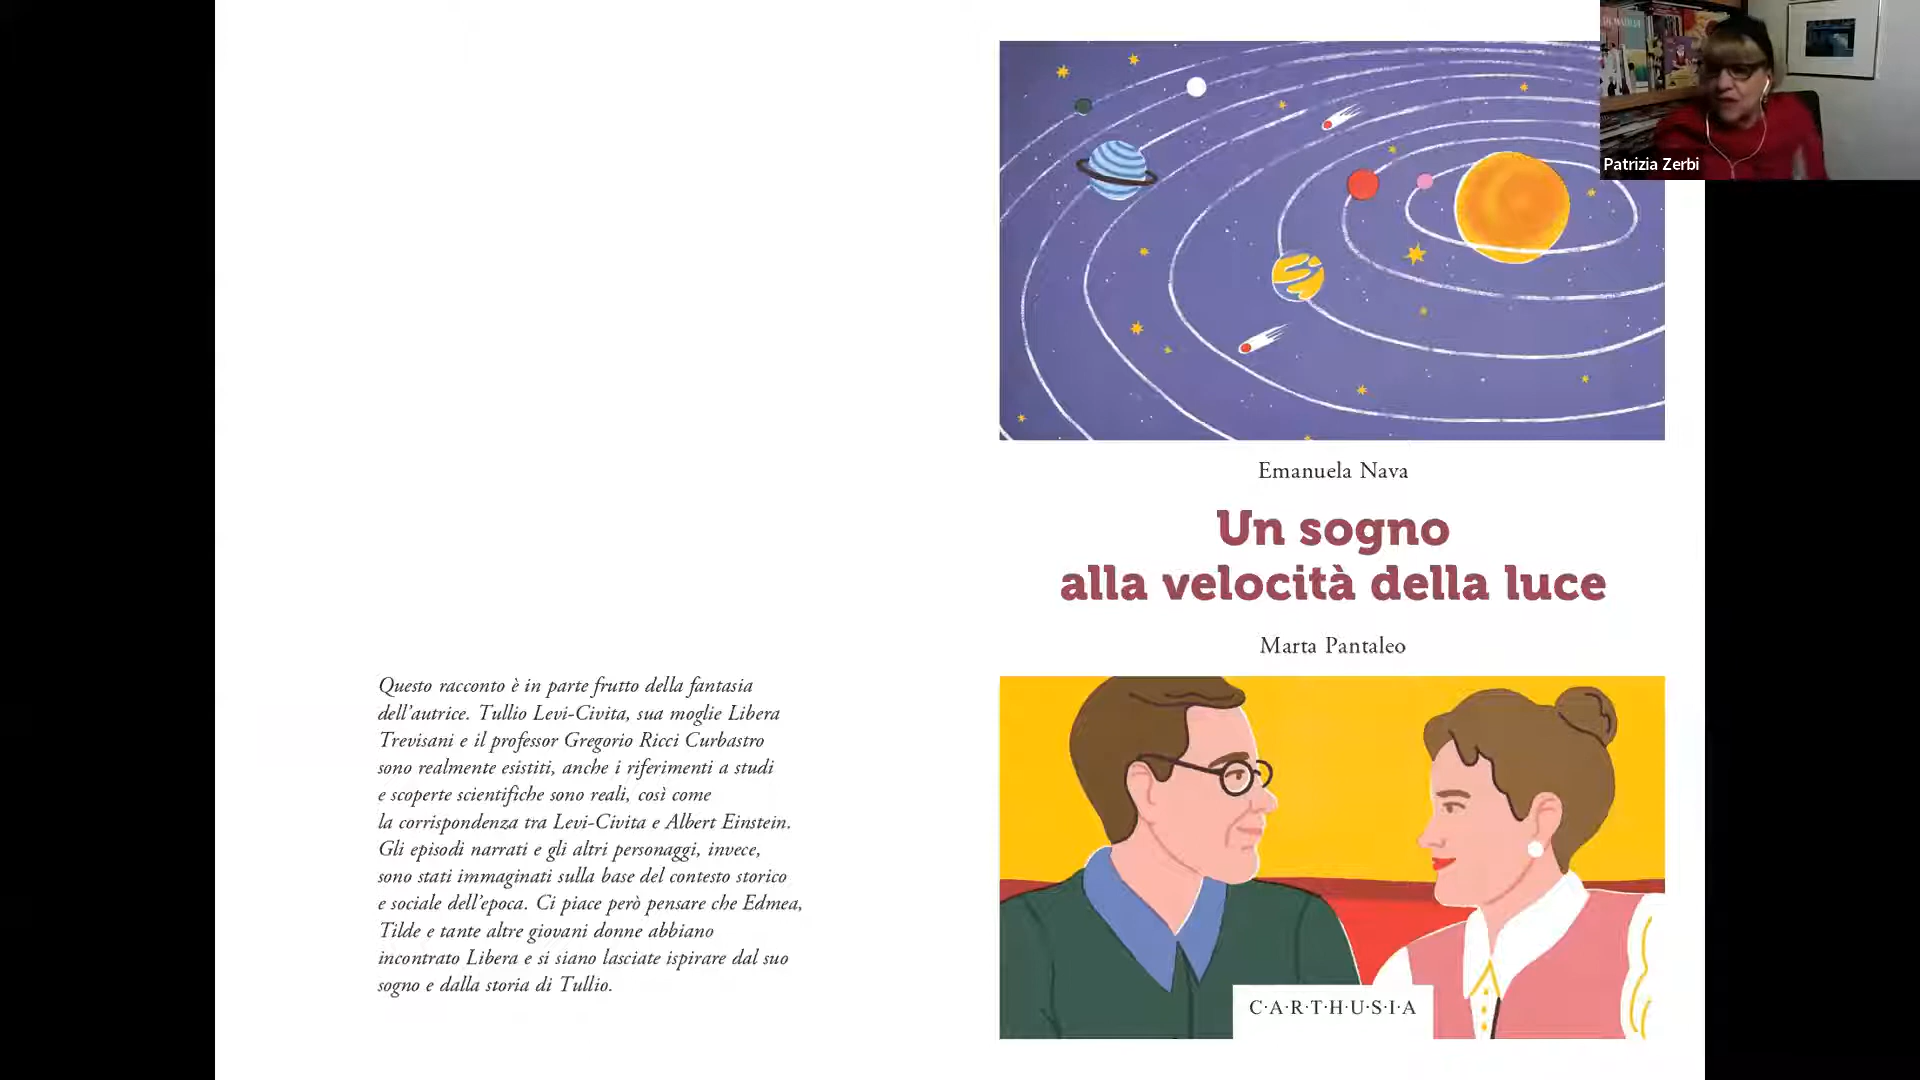 Questo racconto è in parte frutto della fantasia
dell'autrice. Tullio Levi-Civita, sua moglie Libera
Trevisani e il professor Gregorio Ricci Curbastro
sono realmente esistiti, anche i riferimenti a studi
e scoperte scientifiche sono reali, così come
la corrispondenza tra Levi-Civita e Albert Einstein.
Gli episodi narrati e gli altri personaggi, invece,
sono stati immaginati sulla base del contesto storico
e sociale dell'epoca. Ci piace però pensare che Edmea,
Tilde e tante altre giovani donne abbiano
incontrato Libera e si siano lasciate ispirare dal suo
sogno e dalla storia di Tullio.
Emanuela Nava
Un sogno
alla velocità della luce
Marta Pantaleo
C·A·R·T·H·U·S·I·A
Patrizia Zerbi